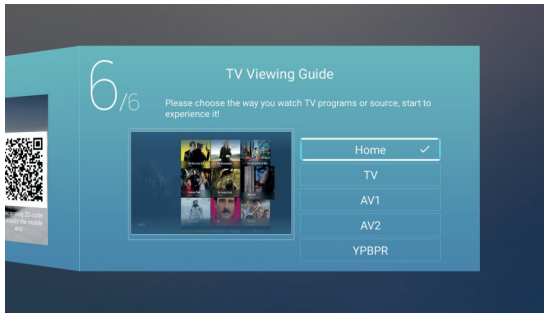 6/6
TV Viewing Guide
Please choose the way you watch TV programs or source, start to
experience it!
Home
TV
AV1
AV2
YPBPR
end